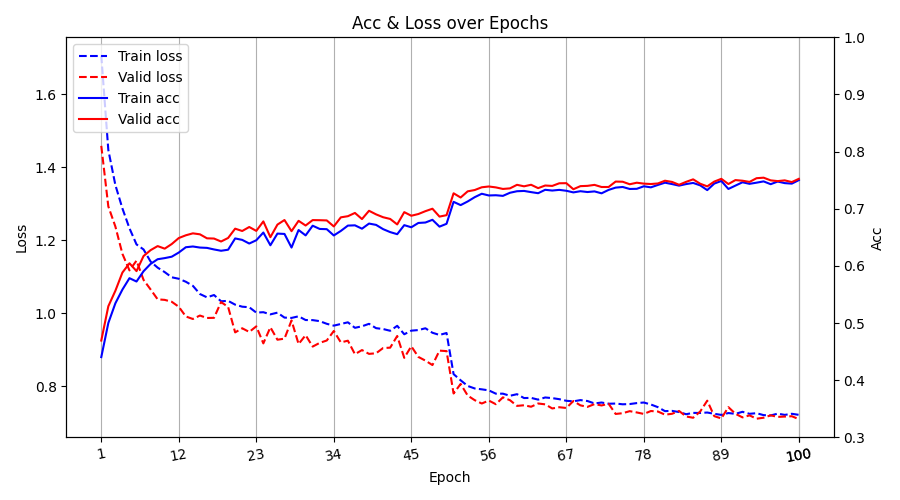 Acc & Loss over Epochs
Train loss
Valid loss
Train acc
Valid acc
Loss
1.6
1.4
1.2
1.0
0.8
Acc
1.0
0.9
0.8
0.7
0.6
0.5
0.4
0.3
1 12 23 34 45 56 67 78 89 100
Epoch